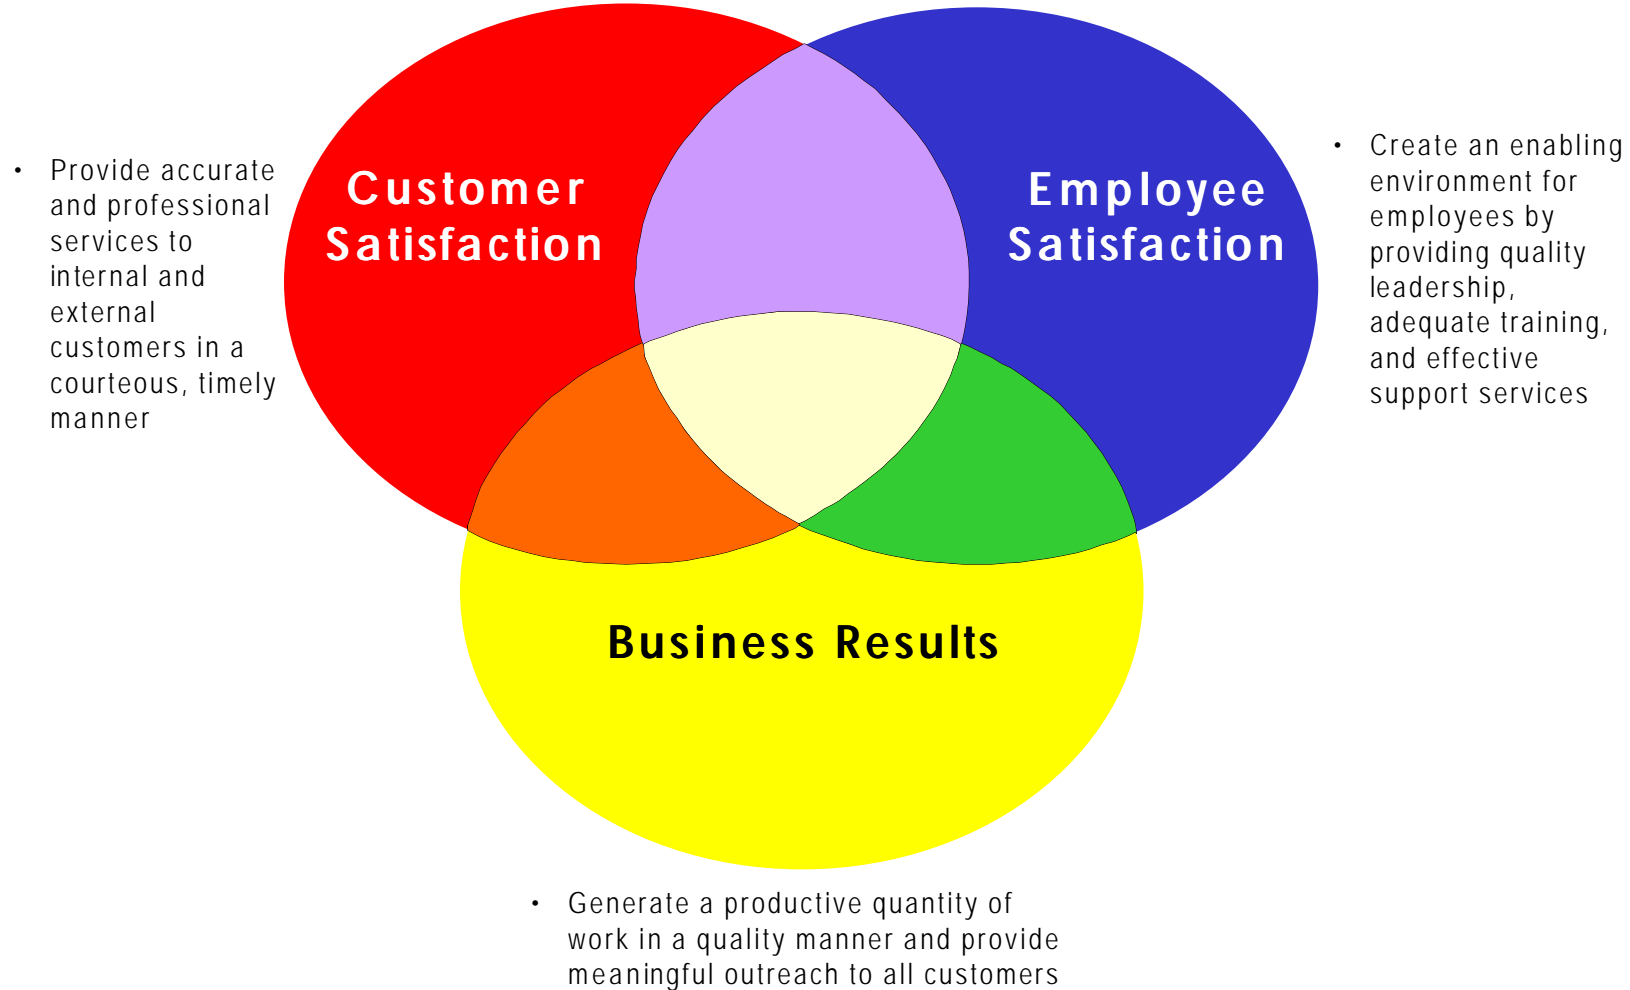 • Provide accurate
and professional
services to
internal and
external
customers in a
courteous, timely
manner
Customer
Satisfaction
Employee
Satisfaction
• Create an enabling
environment for
employees by
providing quality
leadership,
adequate training,
and effective
support services
Business Results
• Generate a productive quantity of
work in a quality manner and provide
meaningful outreach to all customers